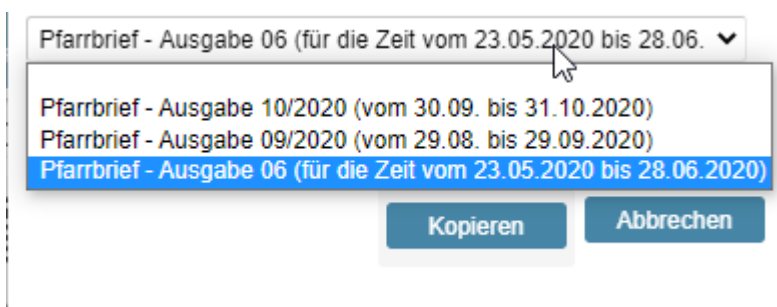 Pfarrbrief - Ausgabe 06 (für die Zeit vom 23.05.2020 bis 28.06.
Pfarrbrief - Ausgabe 10/2020 (vom 30.09. bis 31.10.2020)
Pfarrbrief - Ausgabe 09/2020 (vom 29.08. bis 29.09.2020)
Pfarrbrief - Ausgabe 06 (für die Zeit vom 23.05.2020 bis 28.06.2020)
Kopieren Abbrechen